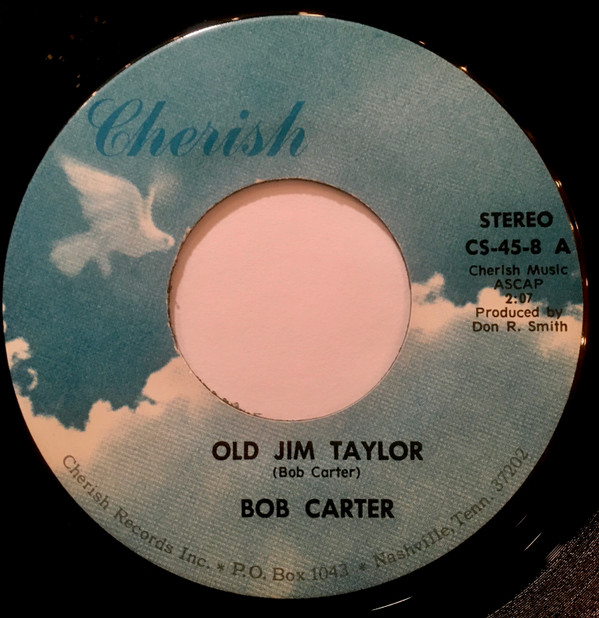 Cherish
STEREO
CS-45-8 A
Cherish Music
ASCAP
2:07
Produced by
Don R. Smith
OLD JIM TAYLOR
(Bob Carter)
BOB CARTER
Cherish Records Inc. * P.O. Box 1043 * Nashville, Tenn. 37202